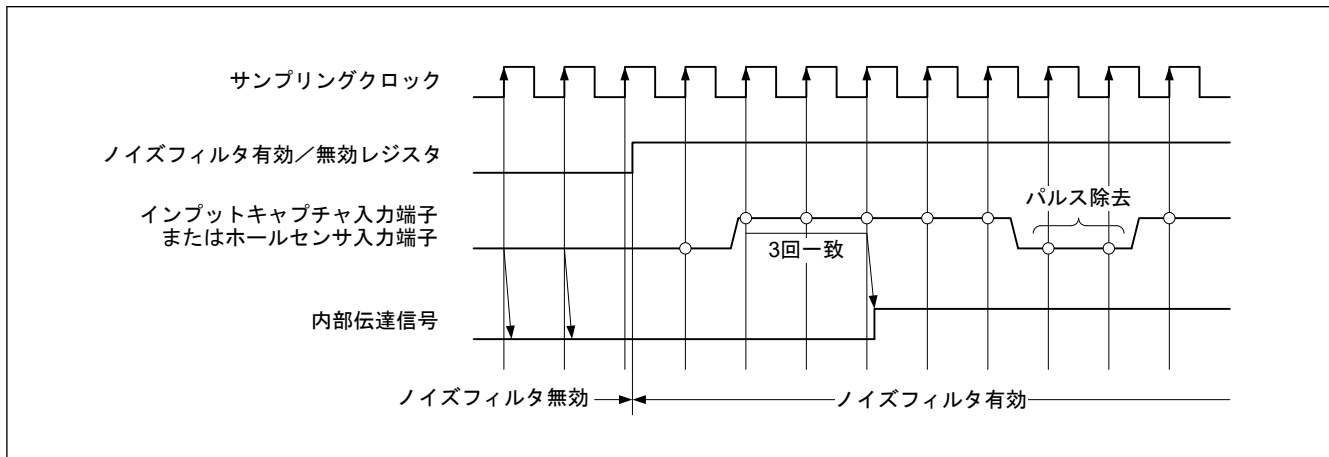 サンプリングクロック
ノイズフィルタ有効／無効レジスタ
インプットキャプチャ入力端子
またはホールセンサ入力端子
パルス除去
3回一致
内部伝達信号
ノイズフィルタ無効
ノイズフィルタ有効